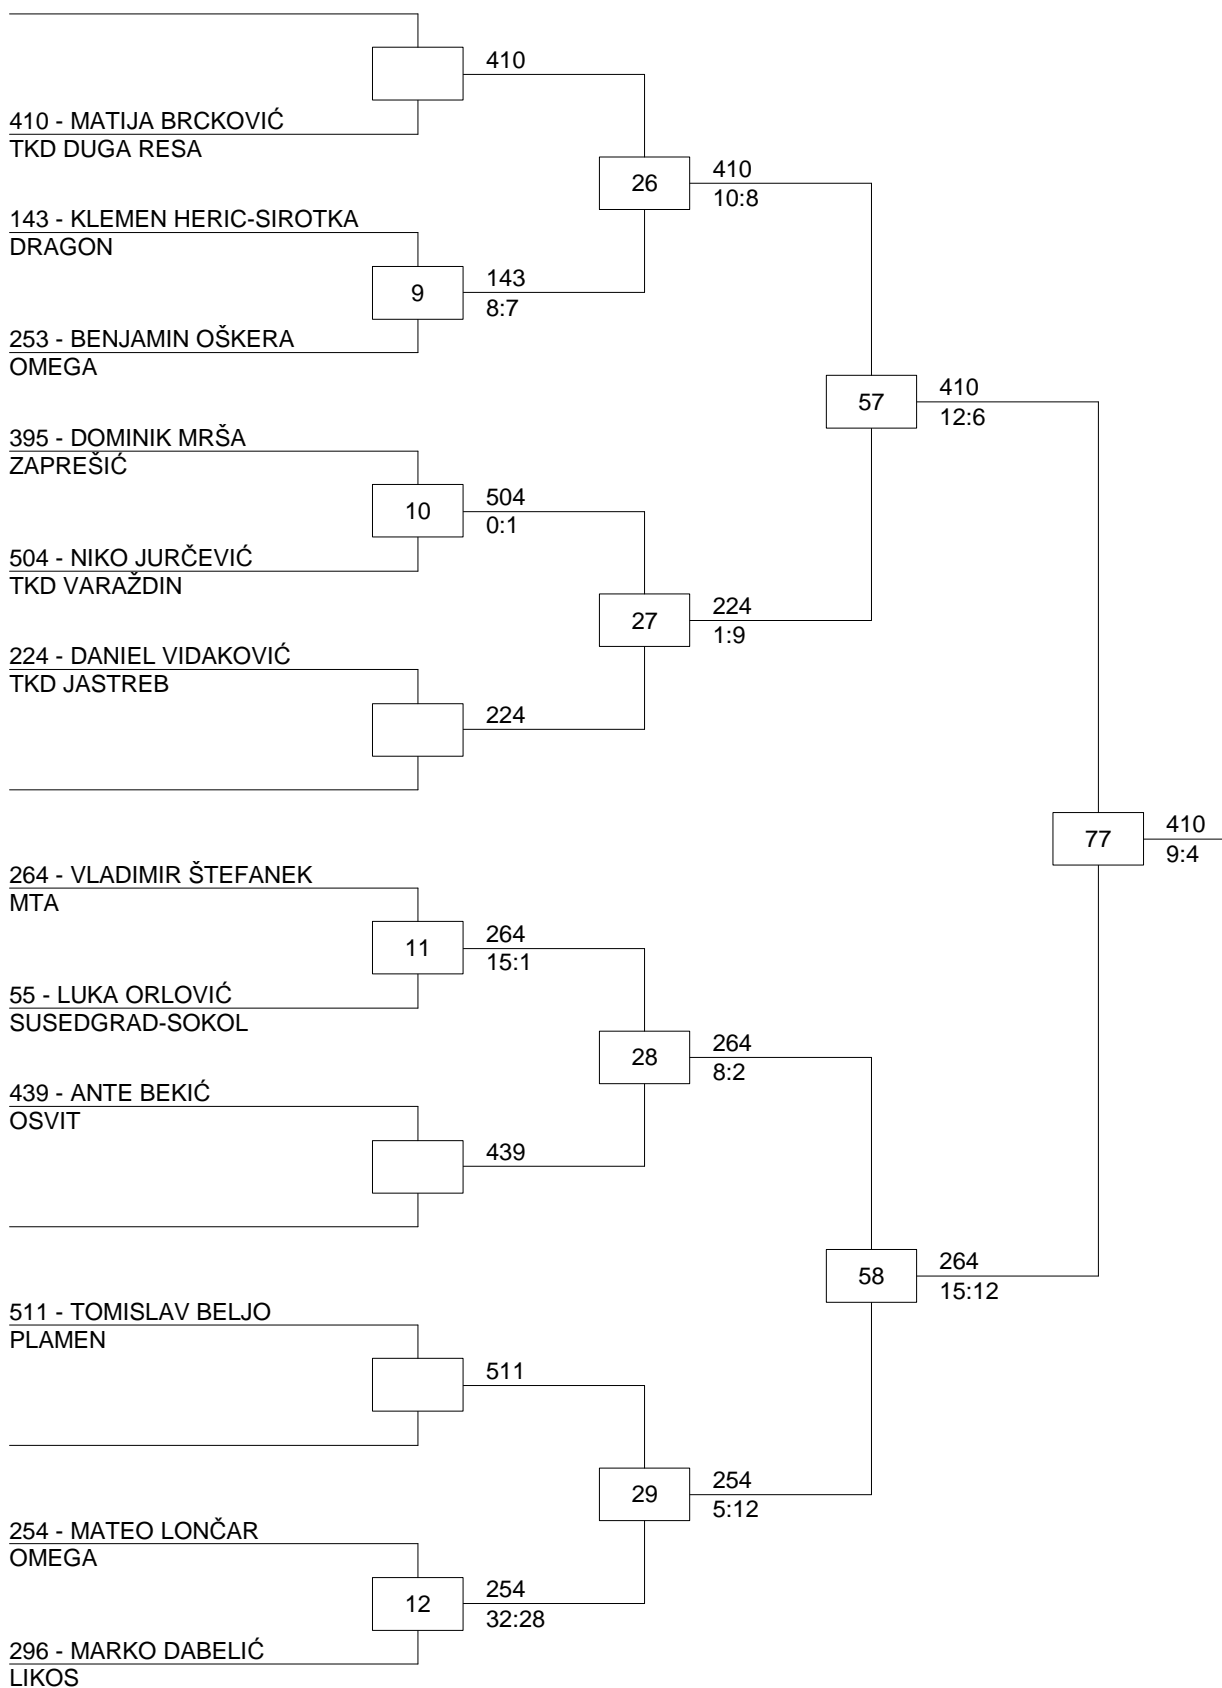 410
410 - MATIJA BRCKOVIĆ
TKD DUGA RESA
26
410
10:8
143 - KLEMEN HERIC-SIROTKA
DRAGON
9
143
8:7
253 - BENJAMIN OŠKERA
OMEGA
57
410
12:6
395 - DOMINIK MRŠA
ZAPREŠIĆ
10
504
0:1
504 - NIKO JURČEVIĆ
TKD VARAŽDIN
27
224
1:9
224 - DANIEL VIDAKOVIĆ
TKD JASTREB
224
77
410
9:4
264 - VLADIMIR ŠTEFANEK
MTA
11
264
15:1
55 - LUKA ORLOVIĆ
SUSEDGRAD-SOKOL
28
264
8:2
439 - ANTE BEKIĆ
OSVIT
439
58
264
15:12
511 - TOMISLAV BELJO
PLAMEN
511
29
254
5:12
254 - MATEO LONČAR
OMEGA
12
254
32:28
296 - MARKO DABELIĆ
LIKOS